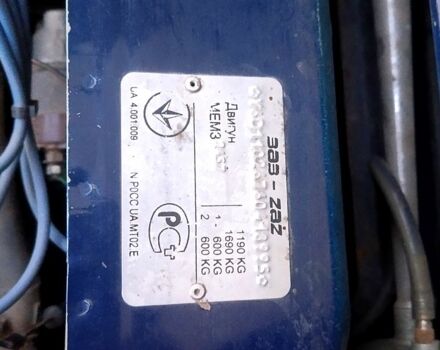 ЗАЗ - ZAZ
Двигун
МЕМЗ
1190 KG
1690 KG
1 - 600 KG
2 600 KG
UA 4.001.009
N РОСС UA MT02 E
РСТ